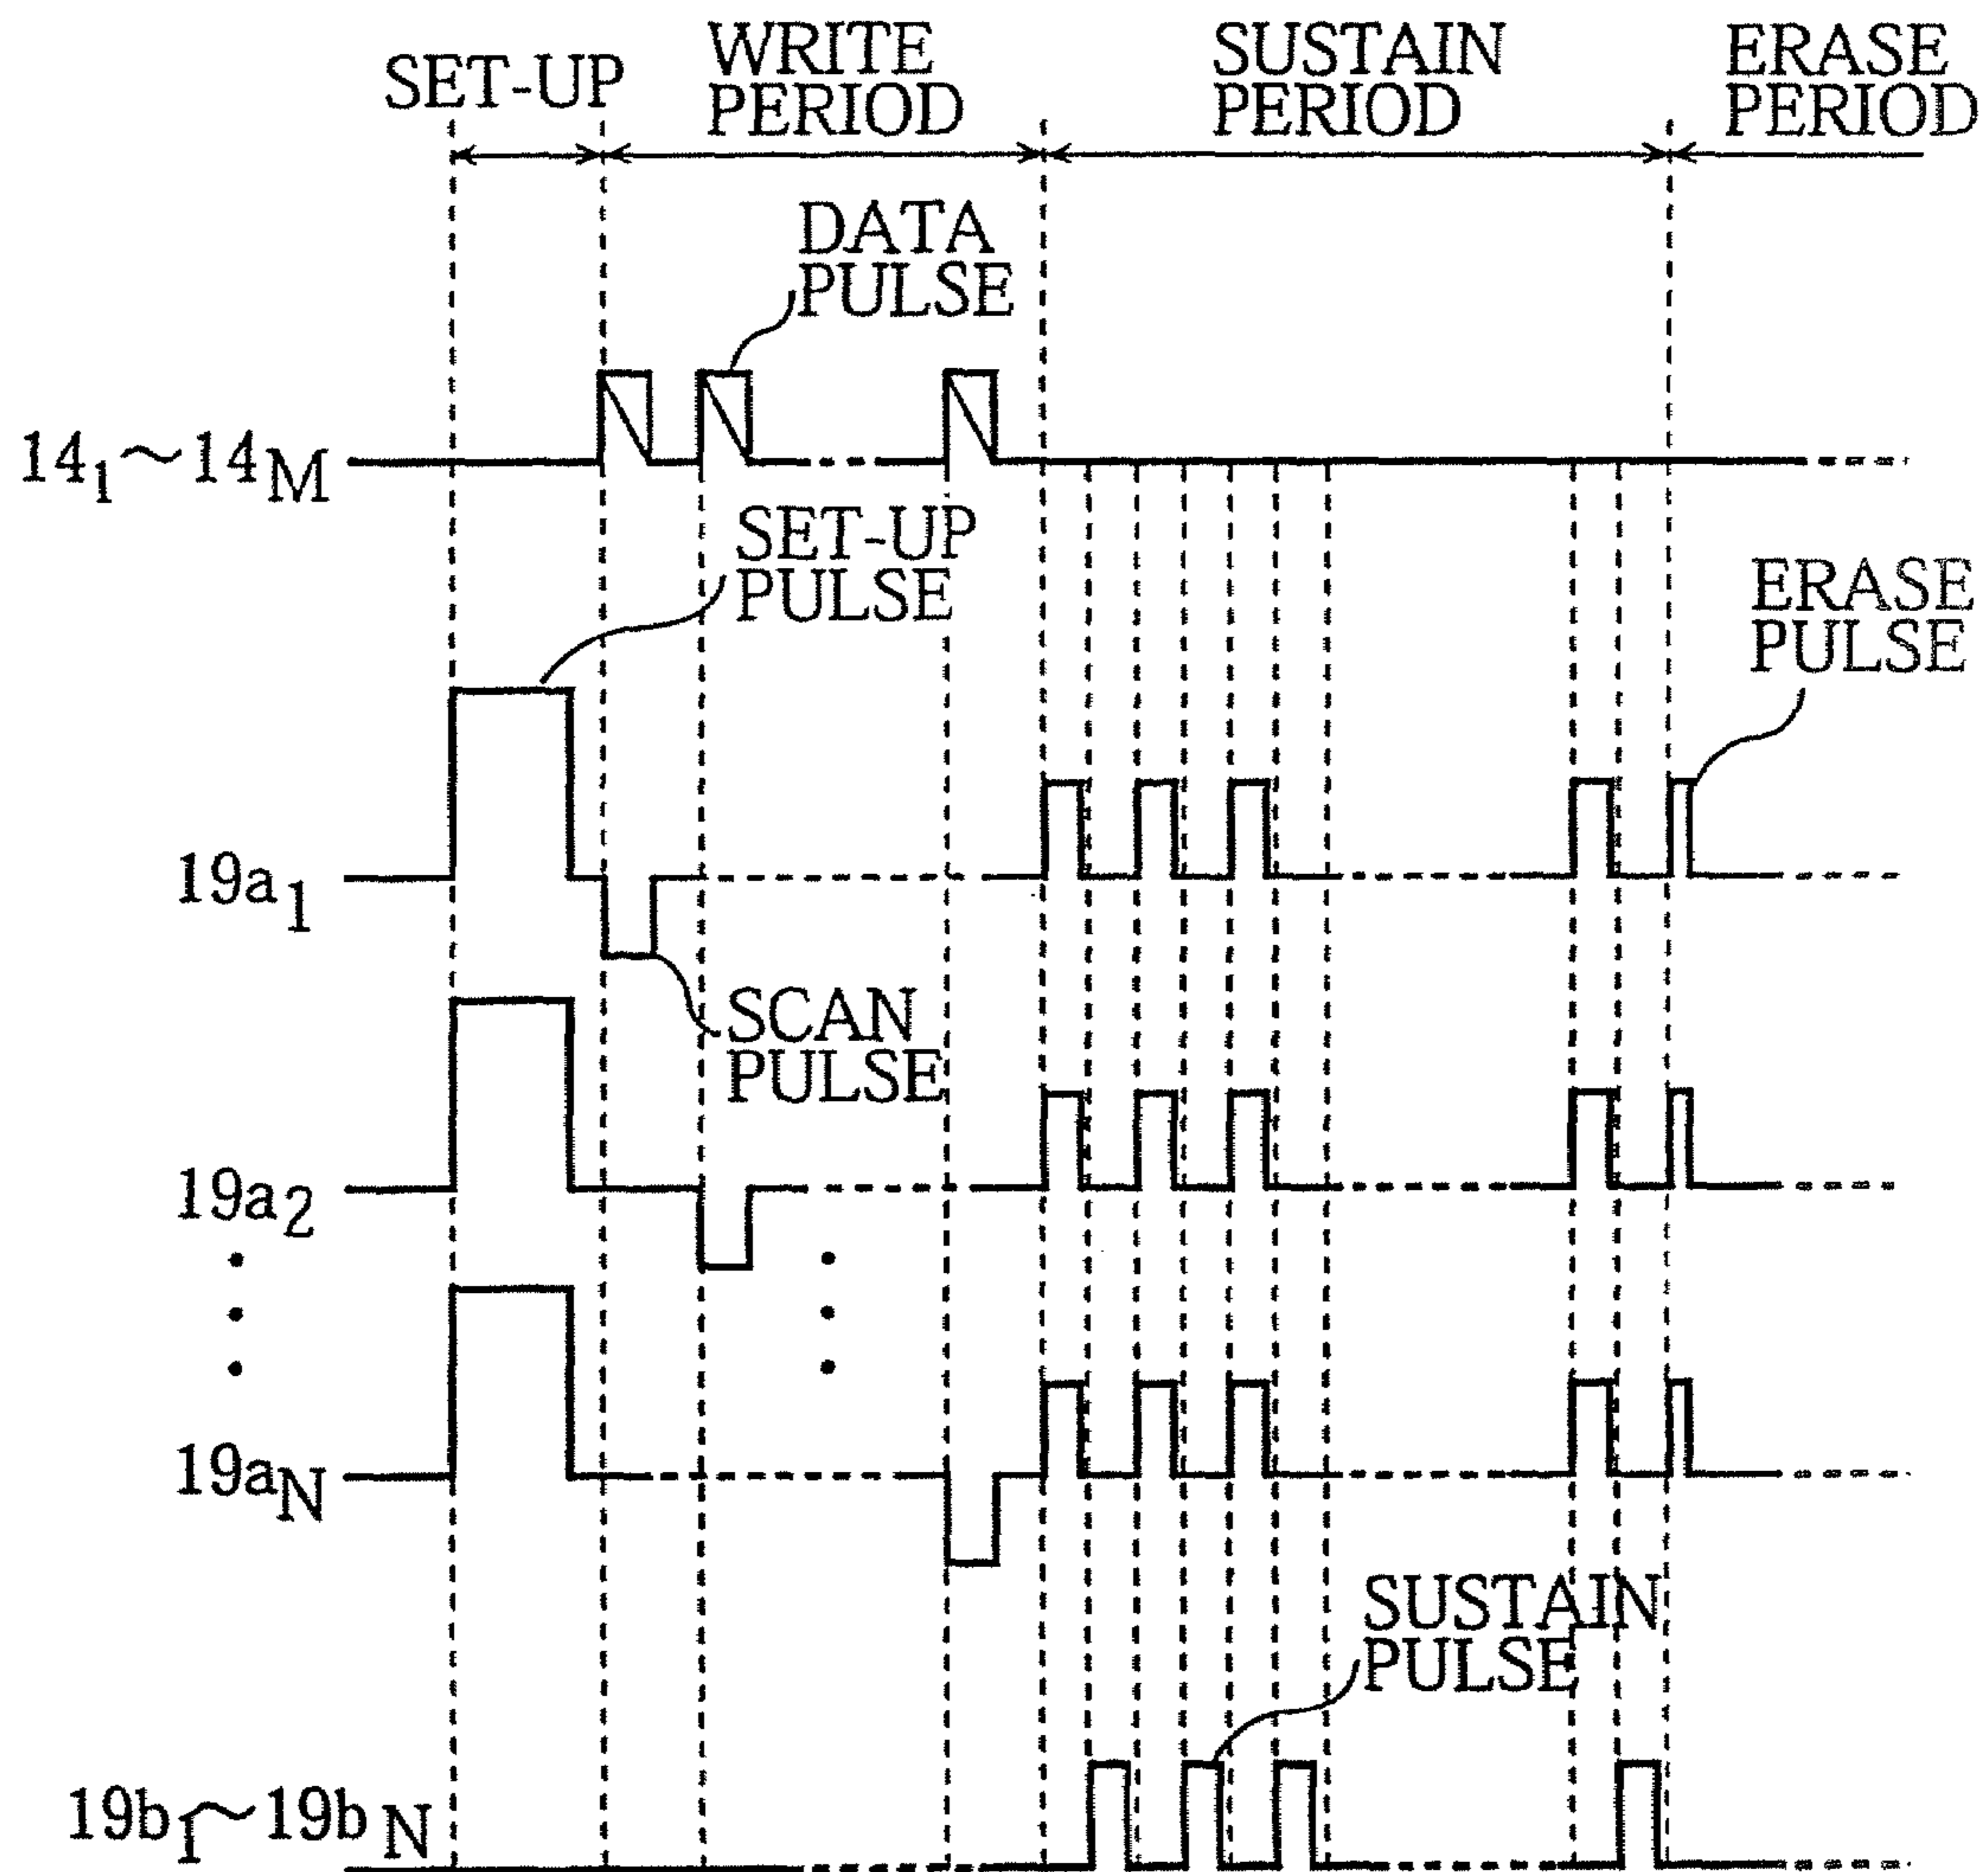 SET-UP
WRITE
PERIOD
SUSTAIN
PERIOD
ERASE
PERIOD
DATA
PULSE
14₁~14M
SET-UP
PULSE
ERASE
PULSE
19a₁
SCAN
PULSE
19a₂
19aN
SUSTAIN
PULSE
19b₁~19bN